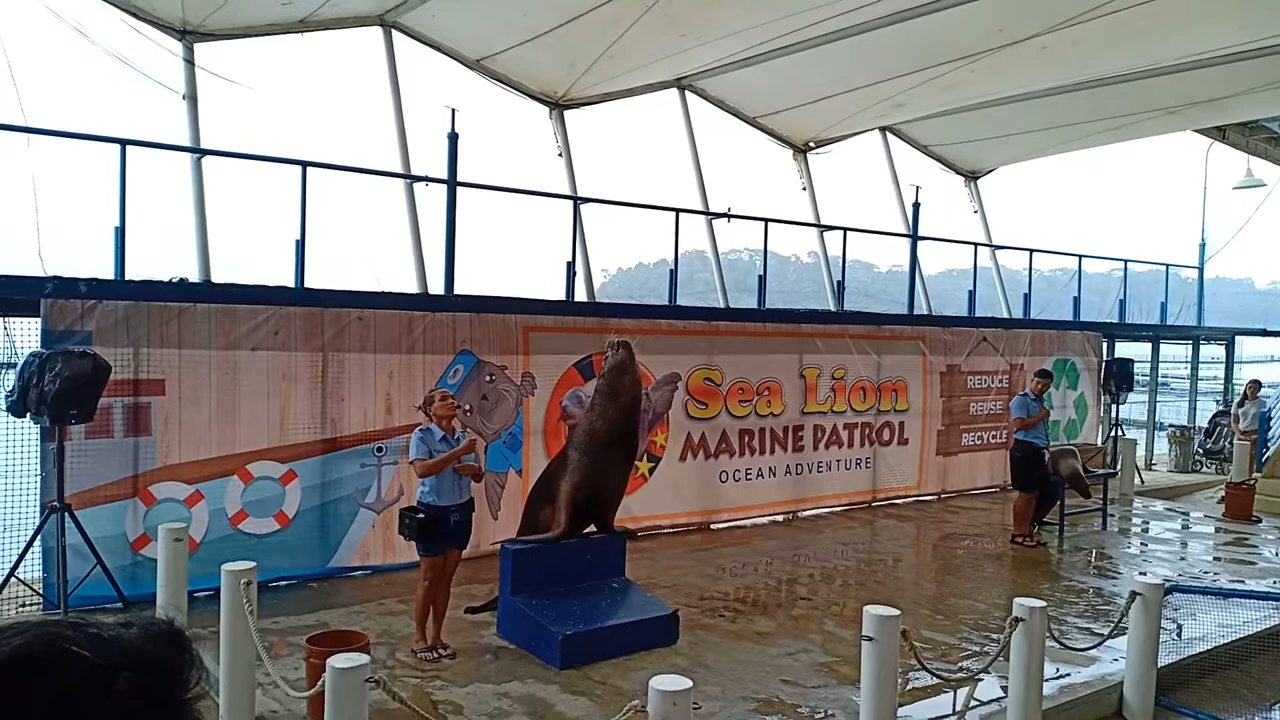 Sea Lion
MARINE PATROL
OCEAN ADVENTURE
REDUCE
REUSE
RECYCLE